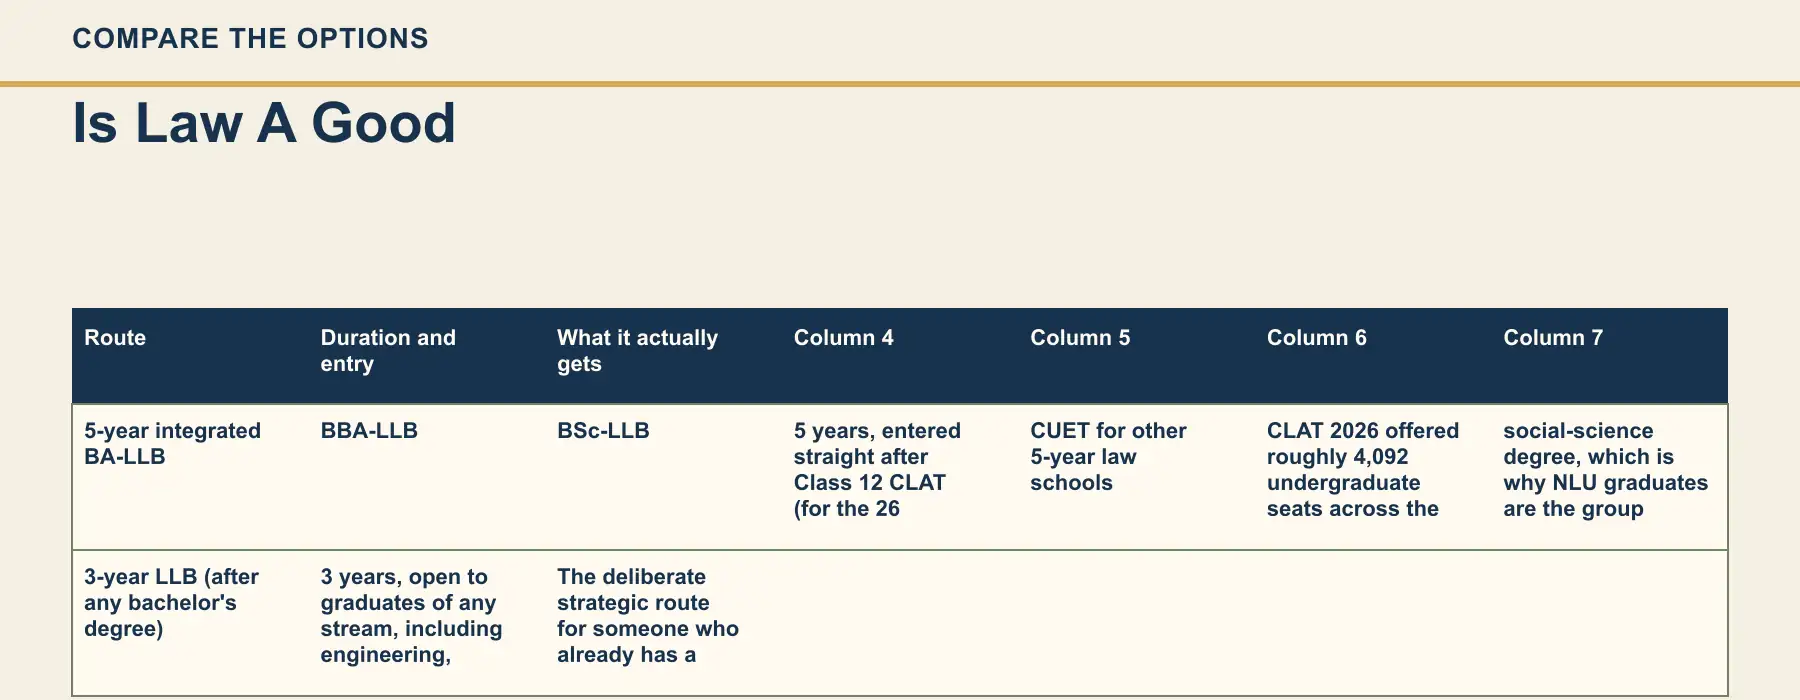 COMPARE THE OPTIONS
Is Law A Good
Route
Duration and
entry
What it actually
gets
Column 4
Column 5
Column 6
Column 7
5-year integrated
BA-LLB
BBA-LLB
BSc-LLB
5 years, entered
straight after
Class 12 CLAT
(for the 26
CUET for other
5-year law
schools
CLAT 2026 offered
roughly 4,092
undergraduate
seats across the
social-science
degree, which is
why NLU graduates
are the group
3-year LLB (after
any bachelor's
degree)
3 years, open to
graduates of any
stream, including
engineering,
The deliberate
strategic route
for someone who
already has a